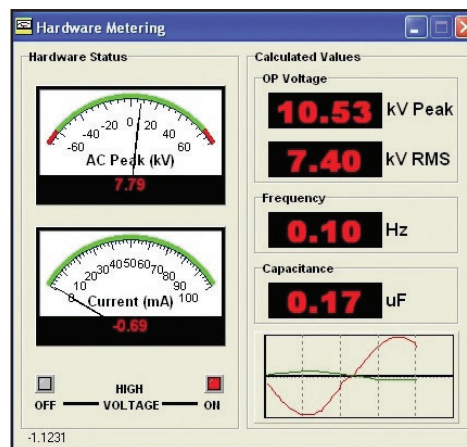 Hardware Metering
Hardware Status
-60 -40 -20 0 20 40 60
AC Peak (kV)
7.79
0 10 20 30 40 50 60 70 80 90 100
Current (mA)
-0.69
HIGH
OFF VOLTAGE ON
-1.1231
Calculated Values
OP Voltage
10.53 kV Peak
7.40 kV RMS
Frequency
0.10 Hz
Capacitance
0.17 uF